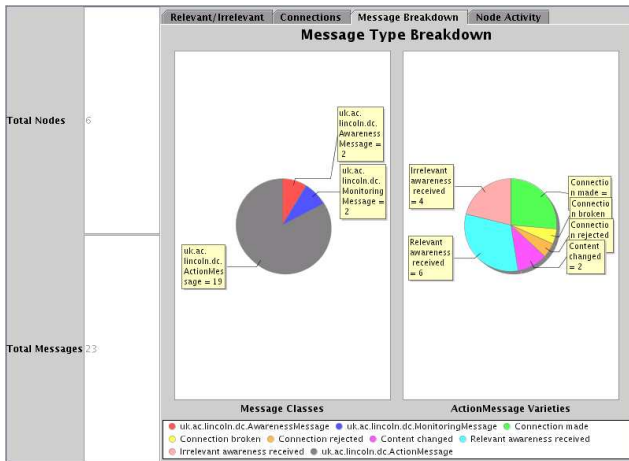 Relevant/Irrelevant
Connections
Message Breakdown
Node Activity
Message Type Breakdown
Total Nodes
6
Total Messages
23
uk.ac.
lincoln.dc.
Awareness
Message =
2
uk.ac.
lincoln.dc.
Monitoring
Message =
2
uk.ac.
lincoln.dc.
ActionMes
sage = 19
Message Classes
Irrelevant
awareness
received
= 4
Relevant
awareness
received
= 6
Connectio
n made =
Connectio
n broken
Connectio
n rejected
Content
changed
= 2
ActionMessage Varieties
uk.ac.lincoln.dc.AwarenessMessage
uk.ac.lincoln.dc.MonitoringMessage
Connection made
Connection broken
Connection rejected
Content changed
Relevant awareness received
Irrelevant awareness received
uk.ac.lincoln.dc.ActionMessage